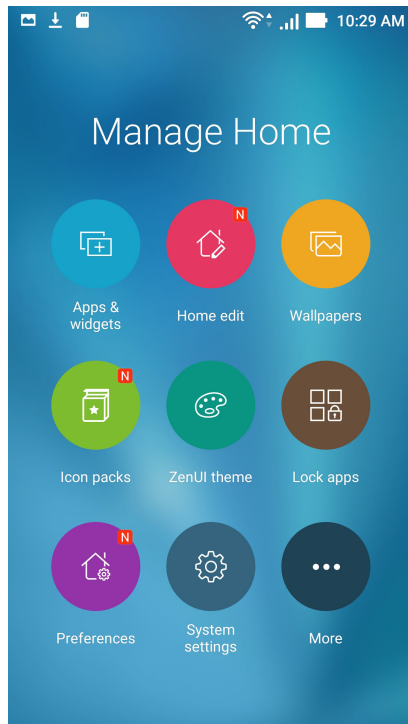 10:29 AM
Manage Home
N
Apps &
widgets
Home edit
Wallpapers
N
Icon packs
ZenUI theme
Lock apps
N
Preferences
System
settings
More